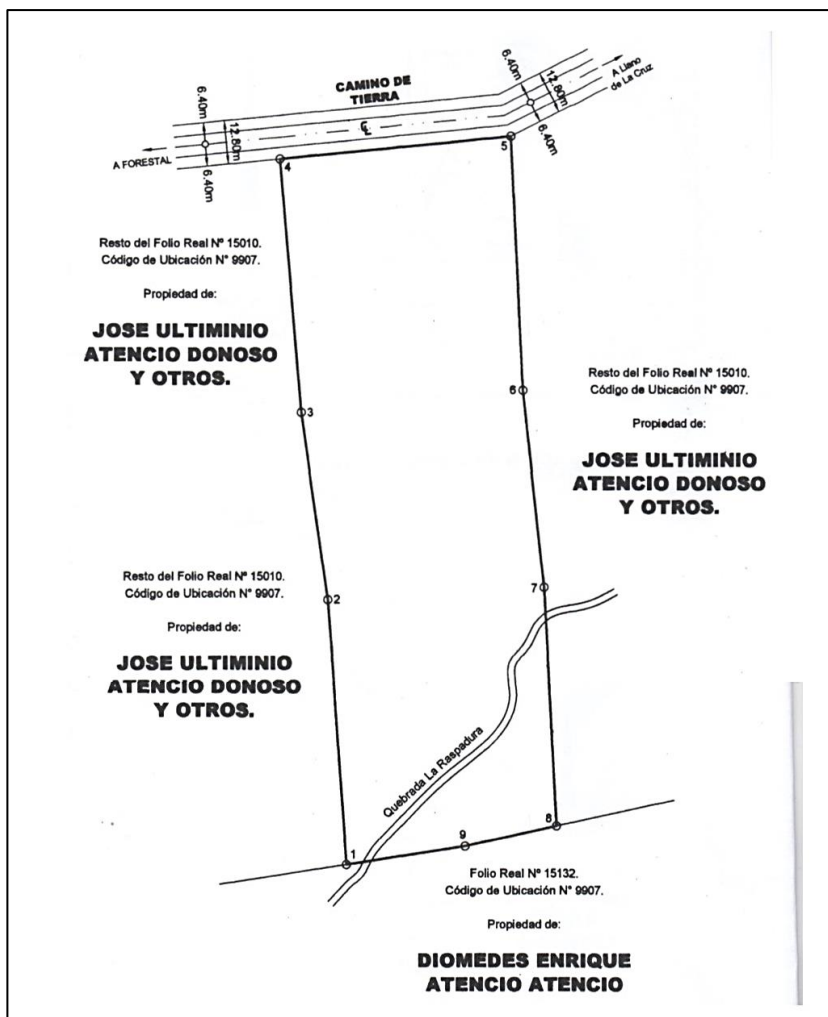 6.40m
A Llano
de La Cruz
12.80m
6.40m
CAMINO DE
TIERRA
6.40m
12.80m
A FORESTAL
6.40m
4
5
Resto del Folio Real Nº 15010.
Código de Ubicación N° 9907.
Propiedad de:
JOSE ULTIMINIO
ATENCIO DONOSO
Y OTROS.
3
6
Resto del Folio Real Nº 15010.
Código de Ubicación N° 9907.
Propiedad de:
JOSE ULTIMINIO
ATENCIO DONOSO
Y OTROS.
Resto del Folio Real Nº 15010.
Código de Ubicación N° 9907.
Propiedad de:
JOSE ULTIMINIO
ATENCIO DONOSO
Y OTROS.
2
7
Quebrada La Raspadura
1
9
8
Folio Real Nº 15132.
Código de Ubicación N° 9907.
Propiedad de:
DIOMEDES ENRIQUE
ATENCIO ATENCIO